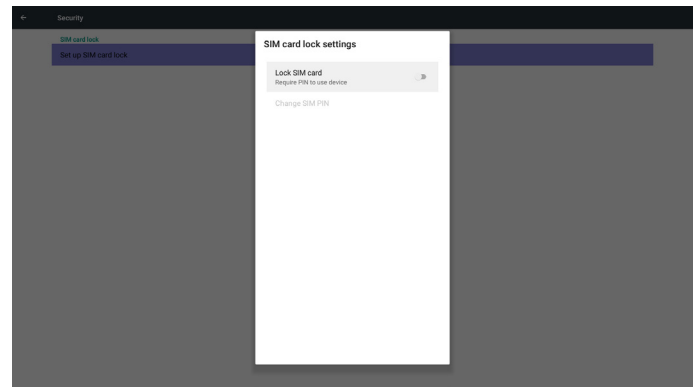 Security
SIM card lock
Set up SIM card lock
SIM card lock settings
Lock SIM card
Require PIN to use device
Change SIM PIN